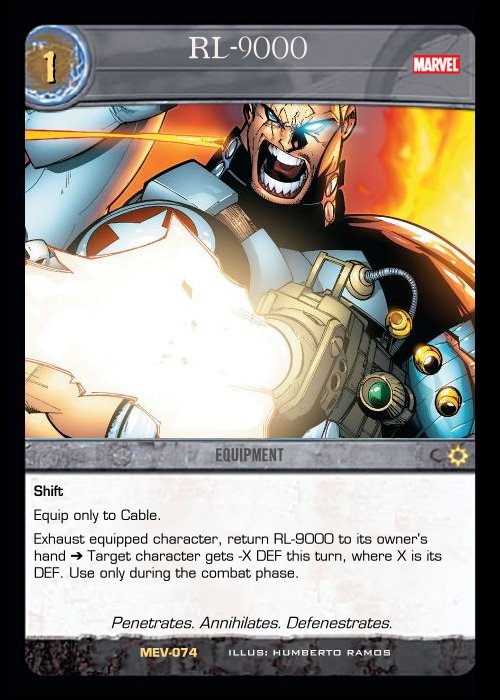 1
RL-9000
MARVEL
EQUIPMENT
C
Shift
Equip only to Cable.
Exhaust equipped character, return RL-9000 to its owner's
hand ➔ Target character gets -X DEF this turn, where X is its
DEF. Use only during the combat phase.
Penetrates. Annihilates. Defenestrates.
MEV-074 ILLUS: HUMBERTO RAMOS